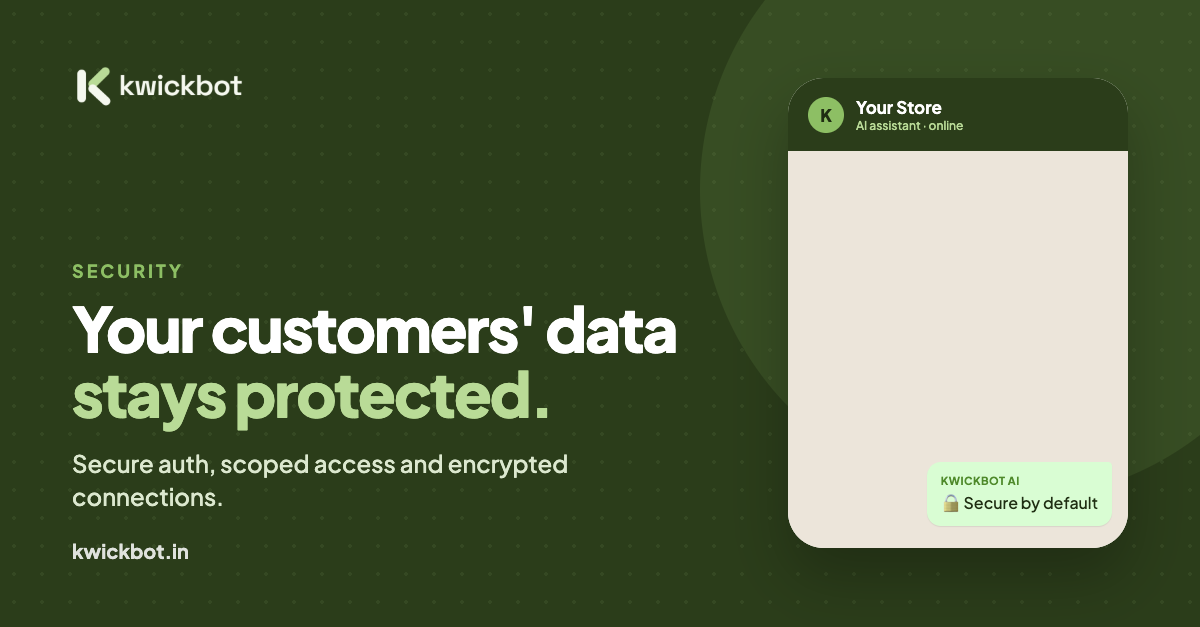 kwickbot
SECURITY
Your customers' data
stays protected.
Secure auth, scoped access and encrypted
connections.
kwickbot.in
K
Your Store
AI assistant · online
KWICKBOT AI
🔒 Secure by default